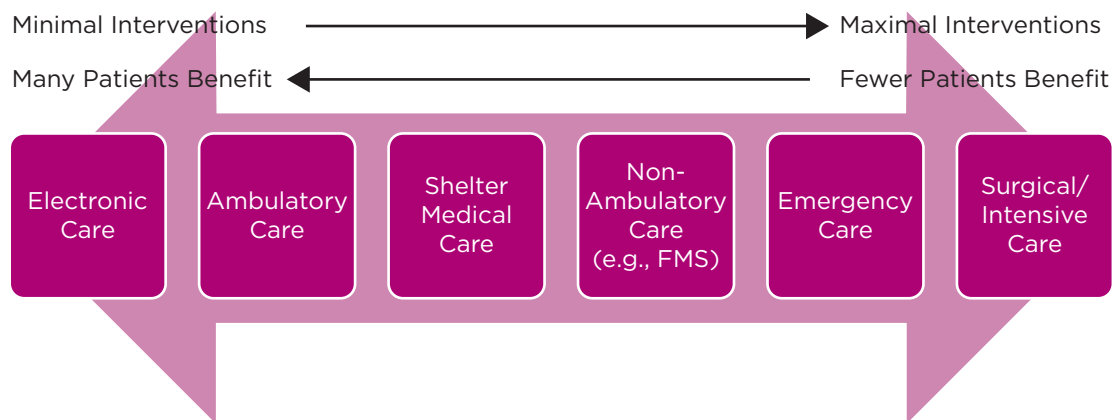 Minimal Interventions
Maximal Interventions
Many Patients Benefit
Fewer Patients Benefit
Electronic
Care
Ambulatory
Care
Shelter
Medical
Care
Non-
Ambulatory
Care
(e.g., FMS)
Emergency
Care
Surgical/
Intensive
Care